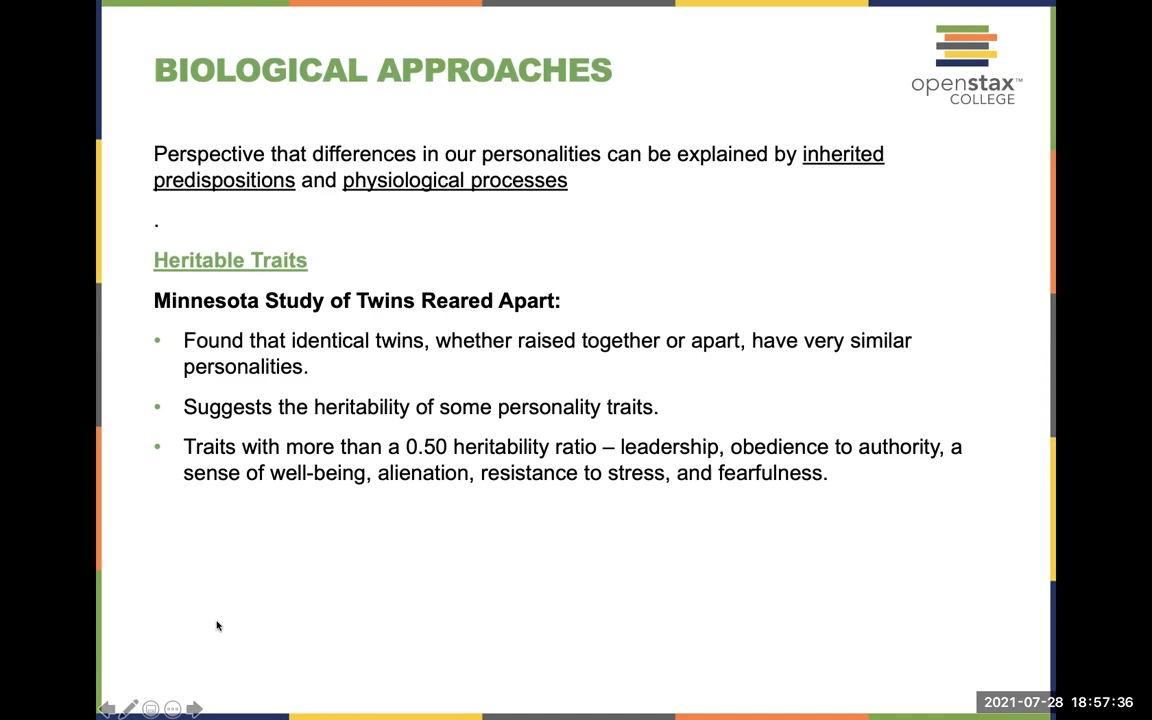 BIOLOGICAL APPROACHES
openstax™
COLLEGE
Perspective that differences in our personalities can be explained by inherited
predispositions and physiological processes
.
Heritable Traits
Minnesota Study of Twins Reared Apart:
• Found that identical twins, whether raised together or apart, have very similar
personalities.
• Suggests the heritability of some personality traits.
• Traits with more than a 0.50 heritability ratio – leadership, obedience to authority, a
sense of well-being, alienation, resistance to stress, and fearfulness.
2021-07-28 18:57:36